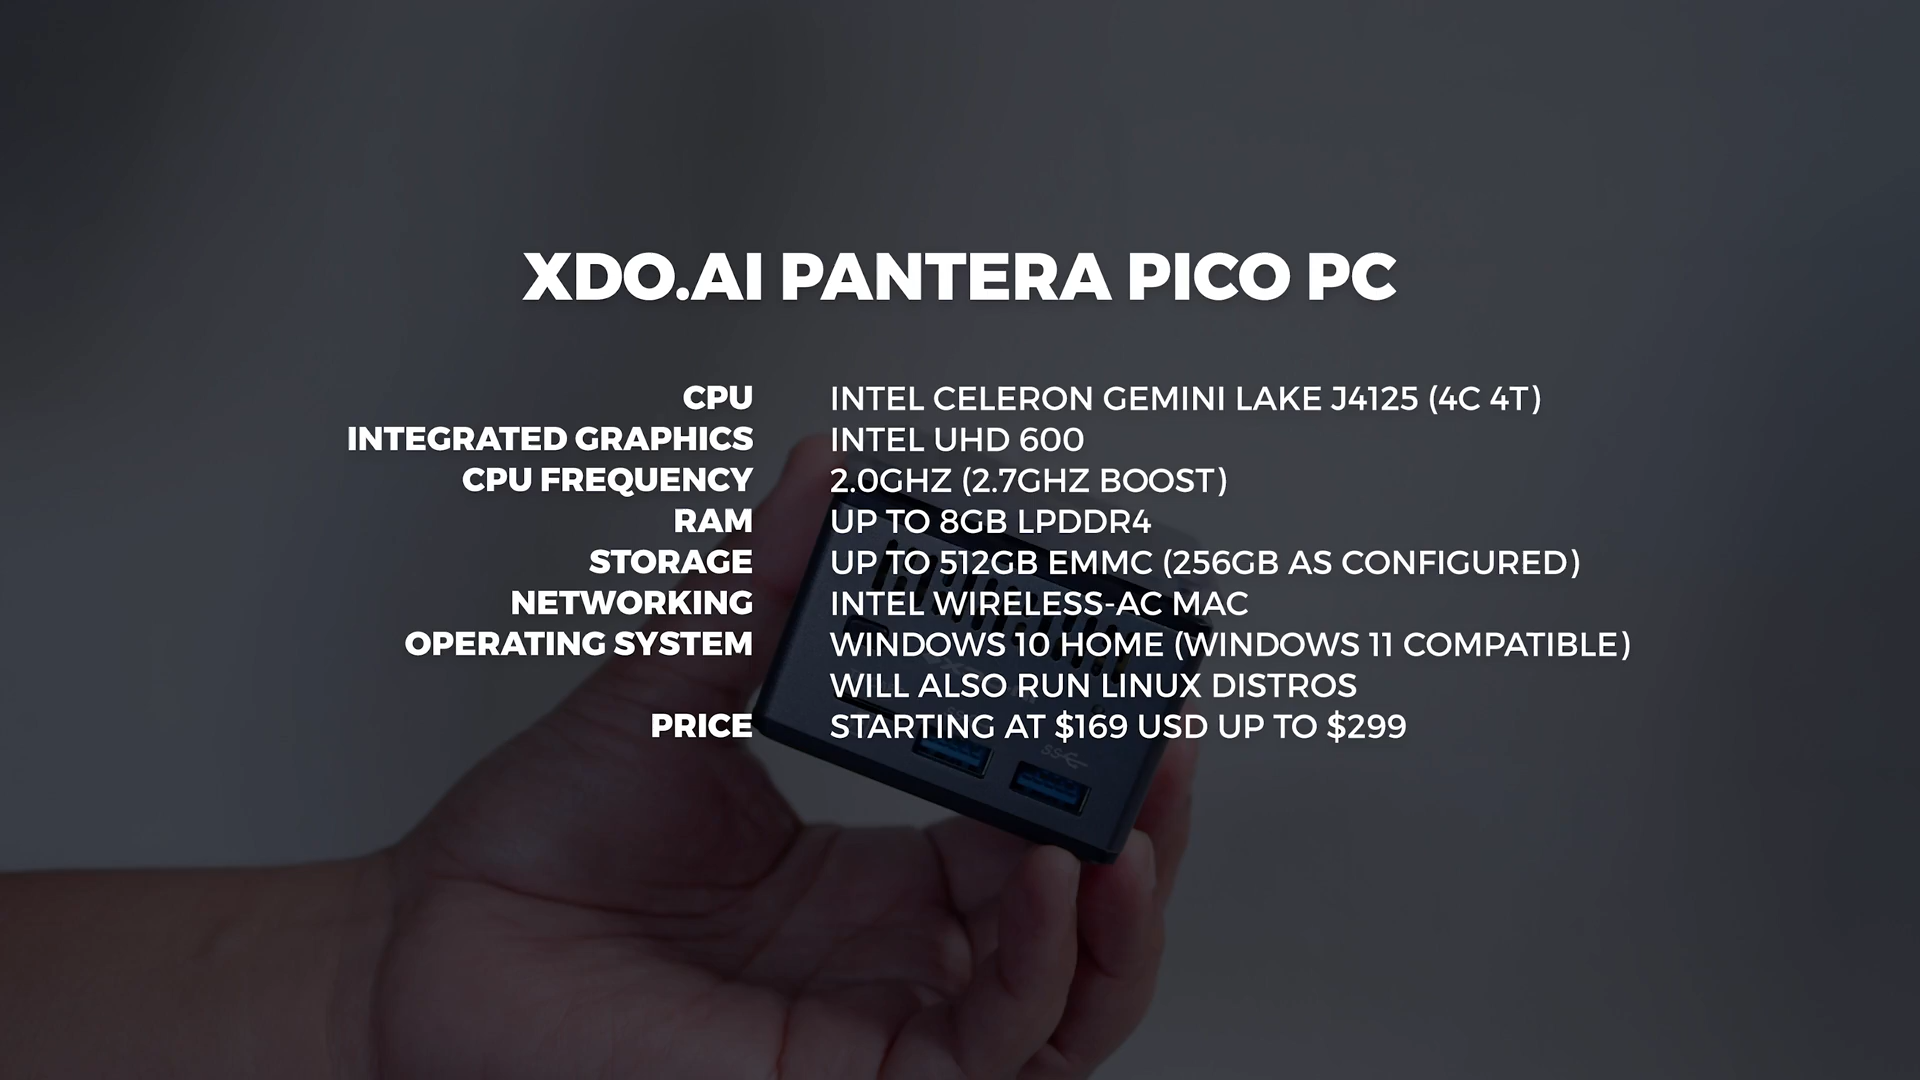 XDO.AI PANTERA PICO PC
CPU INTEL CELERON GEMINI LAKE J4125 (4C 4T)
INTEGRATED GRAPHICS INTEL UHD 600
CPU FREQUENCY 2.0GHZ (2.7GHZ BOOST)
RAM UP TO 8GB LPDDR4
STORAGE UP TO 512GB EMMC (256GB AS CONFIGURED)
NETWORKING INTEL WIRELESS-AC MAC
OPERATING SYSTEM WINDOWS 10 HOME (WINDOWS 11 COMPATIBLE)
WILL ALSO RUN LINUX DISTROS
PRICE STARTING AT $169 USD UP TO $299
SS